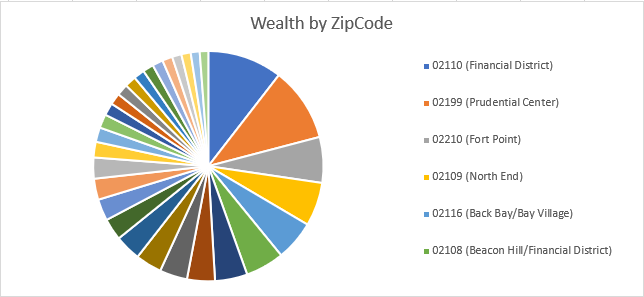 Wealth by ZipCode
02110 (Financial District)
02199 (Prudential Center)
02210 (Fort Point)
02109 (North End)
02116 (Back Bay/Bay Village)
02108 (Beacon Hill/Financial District)